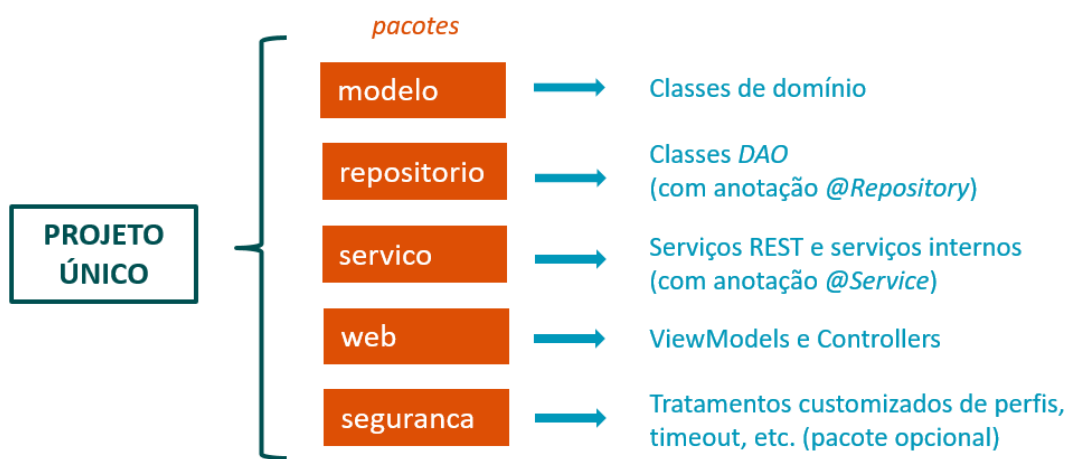 pacotes
PROJETO
ÚNICO
modelo
Classes de domínio
repositorio
Classes DAO
(com anotação @Repository)
servico
Serviços REST e serviços internos
(com anotação @Service)
web
ViewModels e Controllers
seguranca
Tratamentos customizados de perfis,
timeout, etc. (pacote opcional)